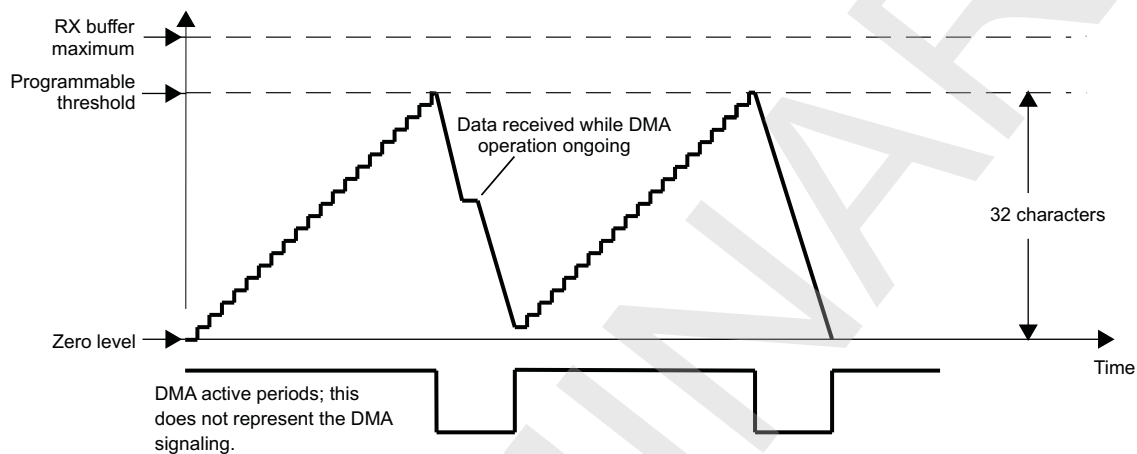 RX buffer
maximum
Programmable
threshold
Data received while DMA
operation ongoing
32 characters
Zero level
Time
DMA active periods; this
does not represent the DMA
signaling.